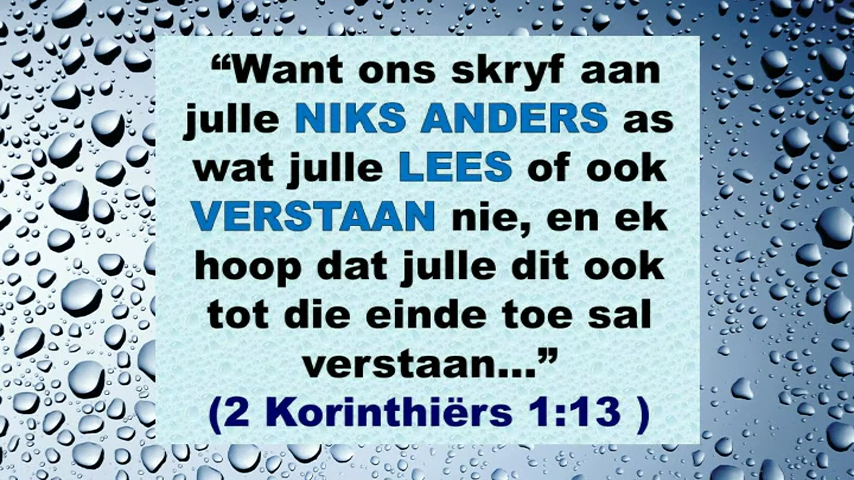 “Want ons skryf aan
julle NIKS ANDERS as
wat julle LEES of ook
VERSTAAN nie, en ek
hoop dat julle dit ook
tot die einde toe sal
verstaan...”
(2 Korinthiërs 1:13 )